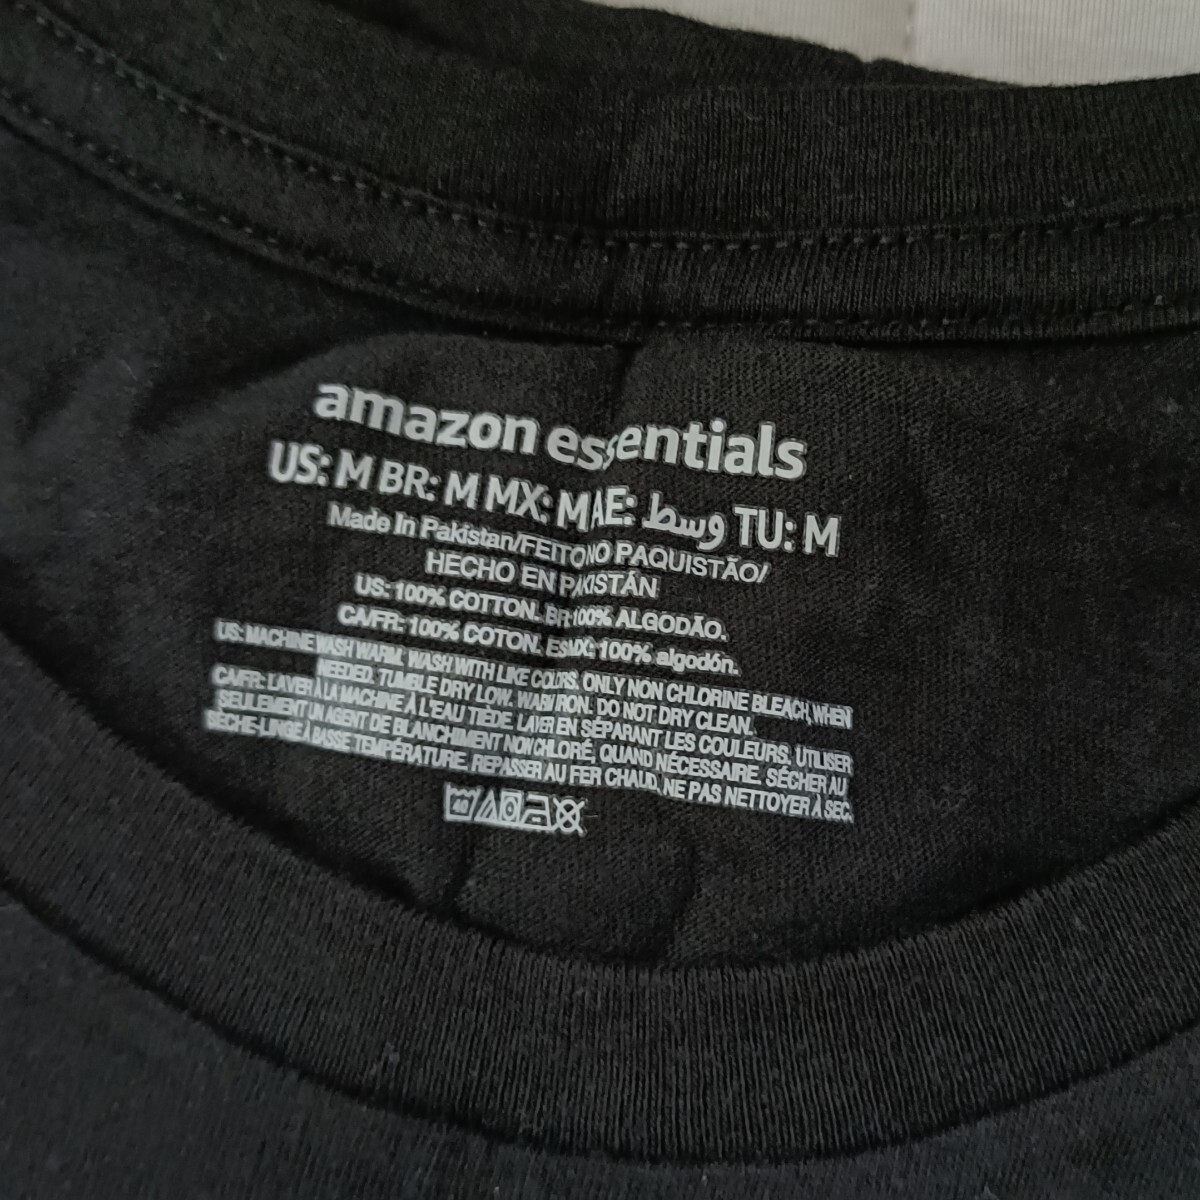 amazon essentials
US: M BR: M MX: M AE: وسط TU: M
Made In Pakistan/FEITO NO PAQUISTÃO/
HECHO EN PAKISTÁN
US: 100% COTTON. BR: 100% ALGODÃO.
CA/FR: 100% COTON. ES/MX: 100% algodón.
US: MACHINE WASH WARM. WASH WITH LIKE COLORS. ONLY NON CHLORINE BLEACH, WHEN
NEEDED. TUMBLE DRY LOW. WARM IRON. DO NOT DRY CLEAN.
CA/FR: LAVER À LA MACHINE À L'EAU TIÈDE. LAVER EN SÉPARANT LES COULEURS. UTILISER
SEULEMENT UN AGENT DE BLANCHIMENT NON CHLORÉ, QUAND NÉCESSAIRE. SÉCHER AU
SÈCHE-LINGE À BASSE TEMPÉRATURE. REPASSER AU FER CHAUD. NE PAS NETTOYER À SEC.
40